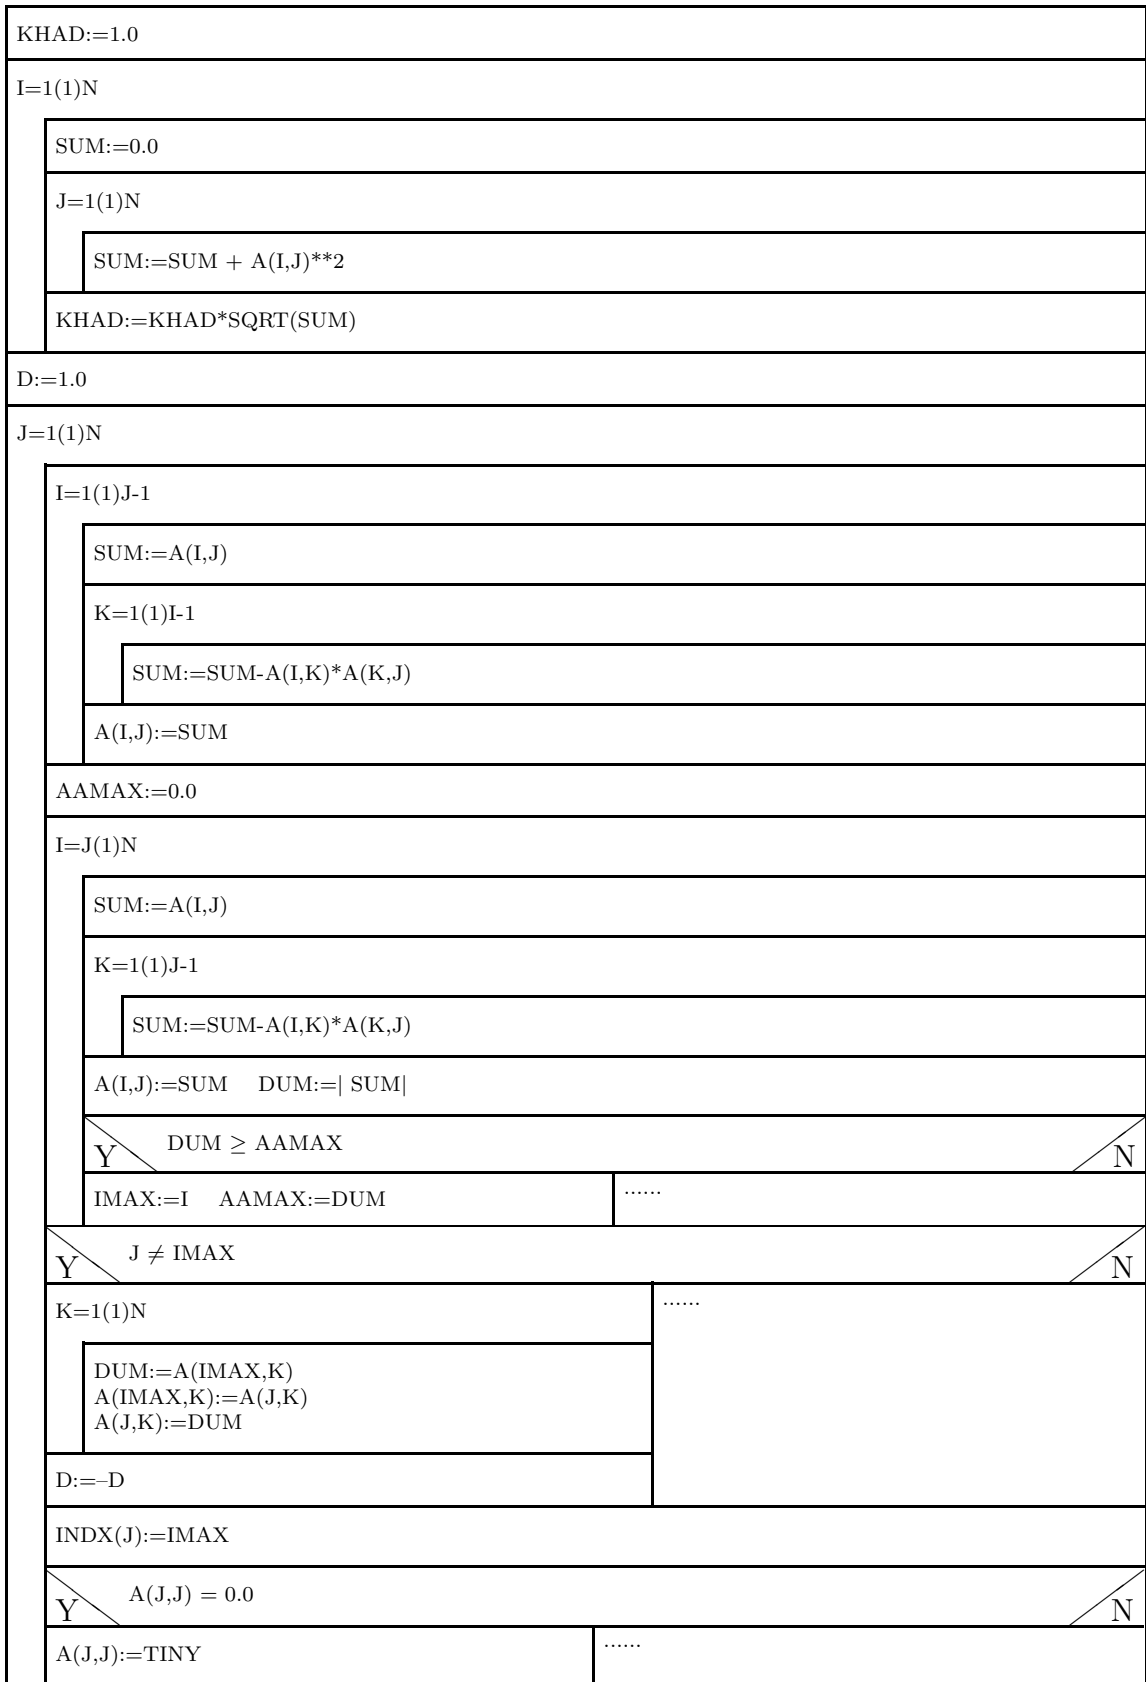 KHAD:=1.0
I=1(1)N
SUM:=0.0
J=1(1)N
SUM:=SUM + A(I,J)**2
KHAD:=KHAD*SQRT(SUM)
D:=1.0
J=1(1)N
I=1(1)J-1
SUM:=A(I,J)
K=1(1)I-1
SUM:=SUM-A(I,K)*A(K,J)
A(I,J):=SUM
AAMAX:=0.0
I=J(1)N
SUM:=A(I,J)
K=1(1)J-1
SUM:=SUM-A(I,K)*A(K,J)
A(I,J):=SUM DUM:=| SUM|
Y DUM ≥ AAMAX N
IMAX:=I AAMAX:=DUM ......
Y J ≠ IMAX N
K=1(1)N ......
DUM:=A(IMAX,K)
A(IMAX,K):=A(J,K)
A(J,K):=DUM
D:=–D
INDX(J):=IMAX
Y A(J,J) = 0.0 N
A(J,J):=TINY ......